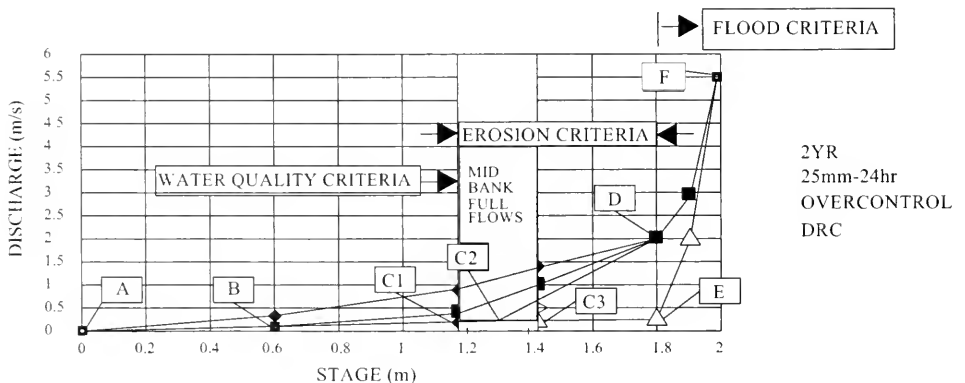 FLOOD CRITERIA
6
5.5
5
4 5
4
3.5
3
2.5
2
1.5
1
0.5
0
DISCHARGE (m/s)
F
EROSION CRITERIA
WATER QUALITY CRITERIA
MID
BANK
FULL
FLOWS
D
C2
C1
A
B
C3
E
0
0.2
0.4
0.6
0.8
1
1.2
1.4
1.6
1.8
2
STAGE (m)
2YR
25mm-24hr
OVERCONTROL
DRC